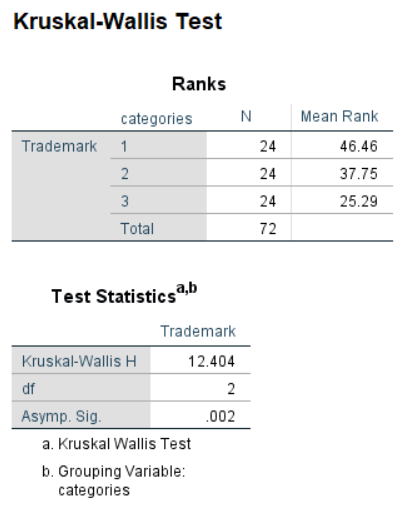 Kruskal-Wallis Test
Ranks
categories N Mean Rank
Trademark 1 24 46.46
2 24 37.75
3 24 25.29
Total 72
Test Statistics a,b
Trademark
Kruskal-Wallis H 12.404
df 2
Asymp. Sig. .002
a. Kruskal Wallis Test
b. Grouping Variable:
categories